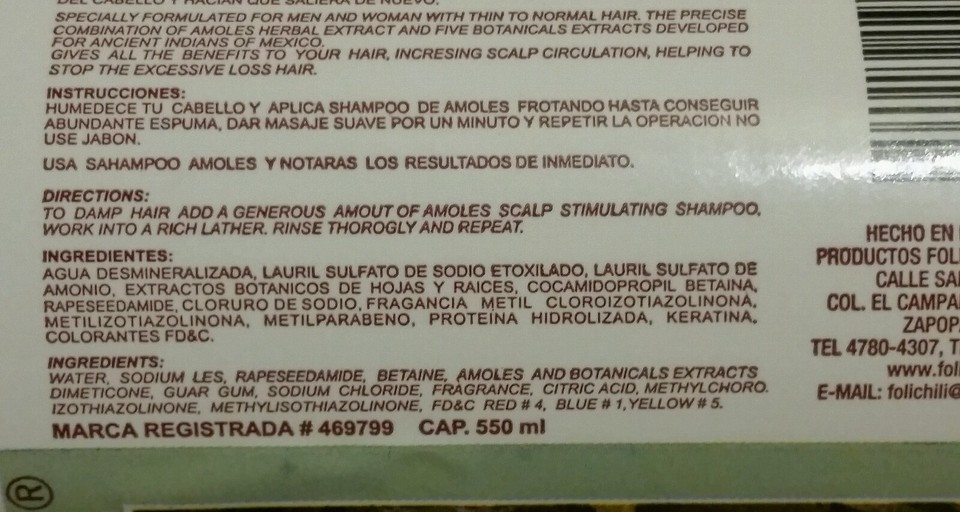 DEL CABELLO Y HACIAN QUE SALIERA DE NUEVO.
SPECIALLY FORMULATED FOR MEN AND WOMAN WITH THIN TO NORMAL HAIR. THE PRECISE
COMBINATION OF AMOLES HERBAL EXTRACT AND FIVE BOTANICALS EXTRACTS DEVELOPED
FOR ANCIENT INDIANS OF MEXICO.
GIVES ALL THE BENEFITS TO YOUR HAIR, INCRESING SCALP CIRCULATION, HELPING TO
STOP THE EXCESSIVE LOSS HAIR.
INSTRUCCIONES:
HUMEDECE TU CABELLO Y APLICA SHAMPOO DE AMOLES FROTANDO HASTA CONSEGUIR
ABUNDANTE ESPUMA, DAR MASAJE SUAVE POR UN MINUTO Y REPETIR LA OPERACION NO
USE JABON.
USA SAHAMPOO AMOLES Y NOTARAS LOS RESULTADOS DE INMEDIATO.
DIRECTIONS:
TO DAMP HAIR ADD A GENEROUS AMOUT OF AMOLES SCALP STIMULATING SHAMPOO,
WORK INTO A RICH LATHER. RINSE THOROGLY AND REPEAT.
INGREDIENTES:
AGUA DESMINERALIZADA, LAURIL SULFATO DE SODIO ETOXILADO, LAURIL SULFATO DE
AMONIO, EXTRACTOS BOTANICOS DE HOJAS Y RAICES, COCAMIDOPROPIL BETAINA,
RAPESEEDAMIDE, CLORURO DE SODIO, FRAGANCIA METIL CLOROIZOTIAZOLINONA,
METILIZOTIAZOLINONA, METILPARABENO, PROTEINA HIDROLIZADA, KERATINA,
COLORANTES FD&C.
INGREDIENTS:
WATER, SODIUM LES, RAPESEEDAMIDE, BETAINE, AMOLES AND BOTANICALS EXTRACTS
DIMETICONE, GUAR GUM, SODIUM CHLORIDE, FRAGRANCE, CITRIC ACID, METHYLCHORO.
IZOTHIAZOLINONE, METHYLISOTHIAZOLINONE, FD&C RED # 4, BLUE # 1, YELLOW # 5.
MARCA REGISTRADA # 469799 CAP. 550 ml
HECHO EN
PRODUCTOS FOLI
CALLE SA
COL. EL CAMPA
ZAPOP
TEL 4780-4307, T
www.foli
E-MAIL: folichili@
®